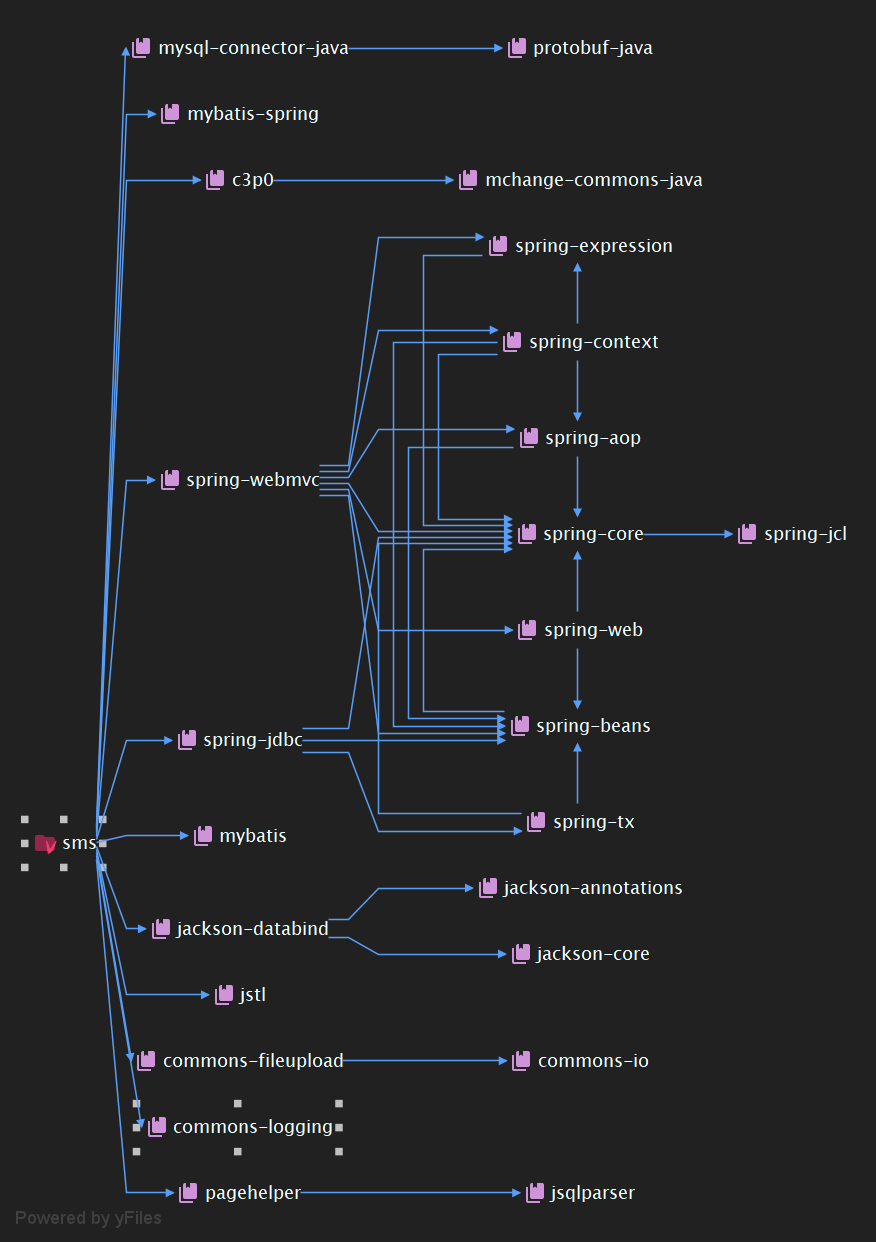 mysql-connector-java
protobuf-java
mybatis-spring
c3p0
mchange-commons-java
spring-expression
spring-context
spring-aop
spring-webmvc
spring-core
spring-jcl
spring-web
spring-beans
spring-jdbc
spring-tx
mybatis
sms
jackson-annotations
jackson-databind
jackson-core
jstl
commons-fileupload
commons-io
commons-logging
pagehelper
jsqlparser
Powered by yFiles